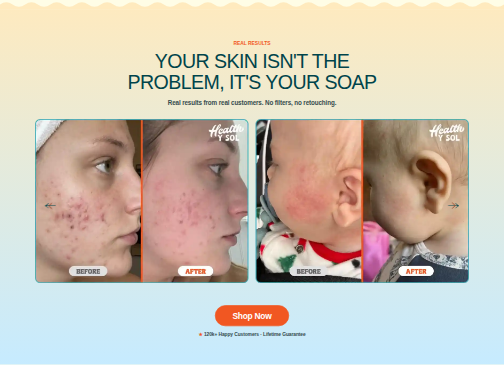 REAL RESULTS
YOUR SKIN ISN'T THE
PROBLEM, IT'S YOUR SOAP
Real results from real customers. No filters, no retouching.
Health
Y SOL
Health
Y SOL
BEFORE
AFTER
BEFORE
AFTER
Shop Now
120k+ Happy Customers · Lifetime Guarantee